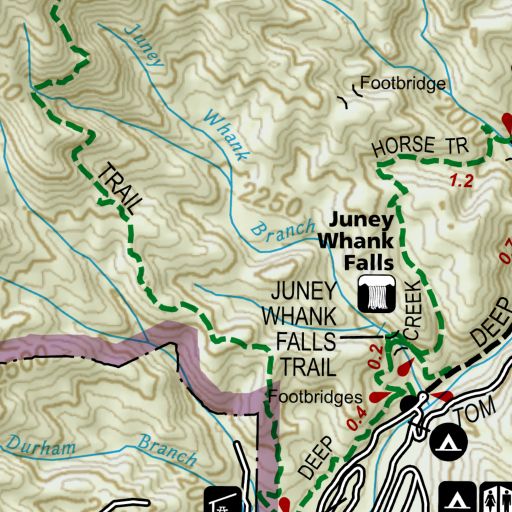 Juney
Whank
Branch
Footbridge
HORSE TR
1.2
TRAIL
2250
Juney
Whank
Falls
JUNEY
WHANK
FALLS
TRAIL
CREEK
DEEP
0.2
Footbridges
0.4
DEEP
TOM
Durham
Branch